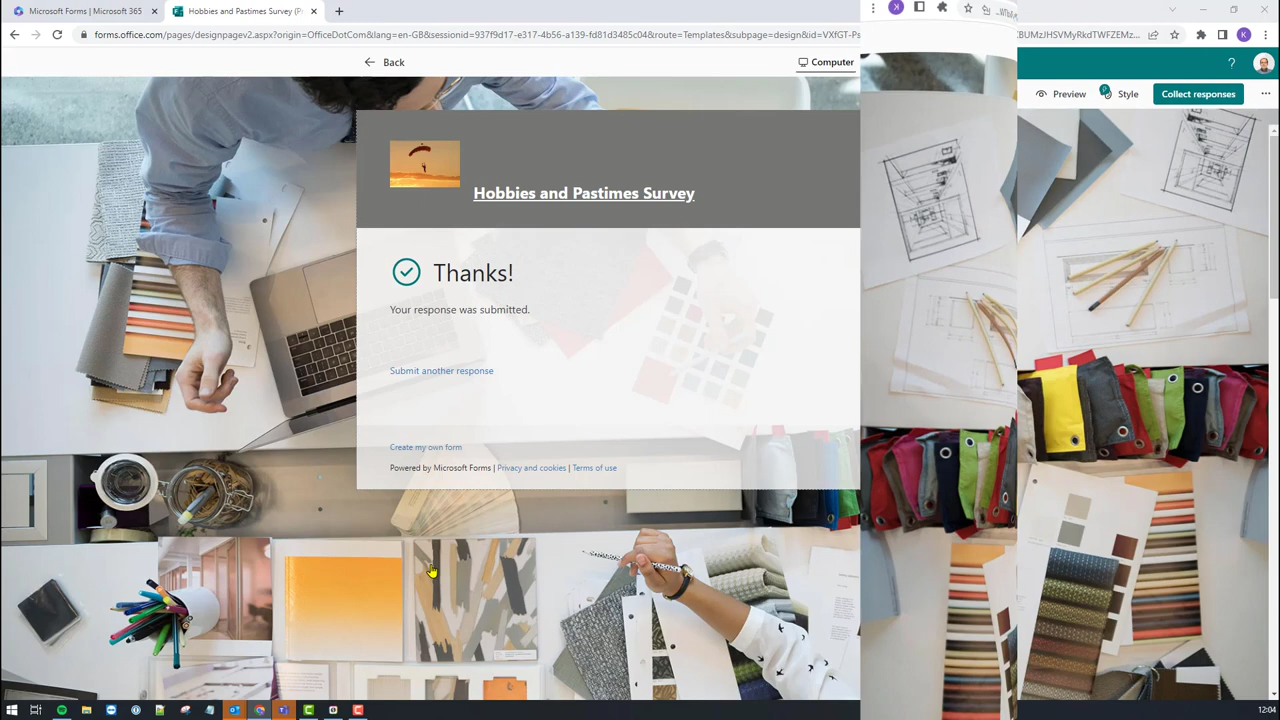 Microsoft Forms | Microsoft 365
Hobbies and Pastimes Survey (Pr
forms.office.com/pages/designpagev2.aspx?origin=OfficeDotCom&lang=en-GB&sessionid=937f9d17-e317-4b56-a139-fd81d3485c04&route=Templates&subpage=design&id=VXfGT-Ps
BUMzJHSVMyRkdTWFZEMz...
Back
Computer
Preview
Style
Collect responses
Hobbies and Pastimes Survey
Thanks!
Your response was submitted.
Submit another response
Create my own form
Powered by Microsoft Forms | Privacy and cookies | Terms of use
12:04